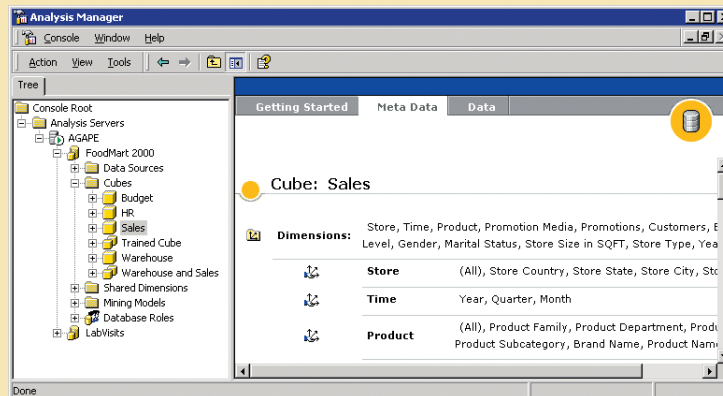 Analysis Manager
Console Window Help
Action View Tools
Tree
Console Root
Analysis Servers
AGAPE
FoodMart 2000
Data Sources
Cubes
Budget
HR
Sales
Trained Cube
Warehouse
Warehouse and Sales
Shared Dimensions
Mining Models
Database Roles
LabVisits
Getting Started Meta Data Data
Cube: Sales
Dimensions: Store, Time, Product, Promotion Media, Promotions, Customers,
Level, Gender, Marital Status, Store Size in SQFT, Store Type,
Store (All), Store Country, Store State, Store City,
Time Year, Quarter, Month
Product (All), Product Family, Product Department,
Product Subcategory, Brand Name, Product
Done